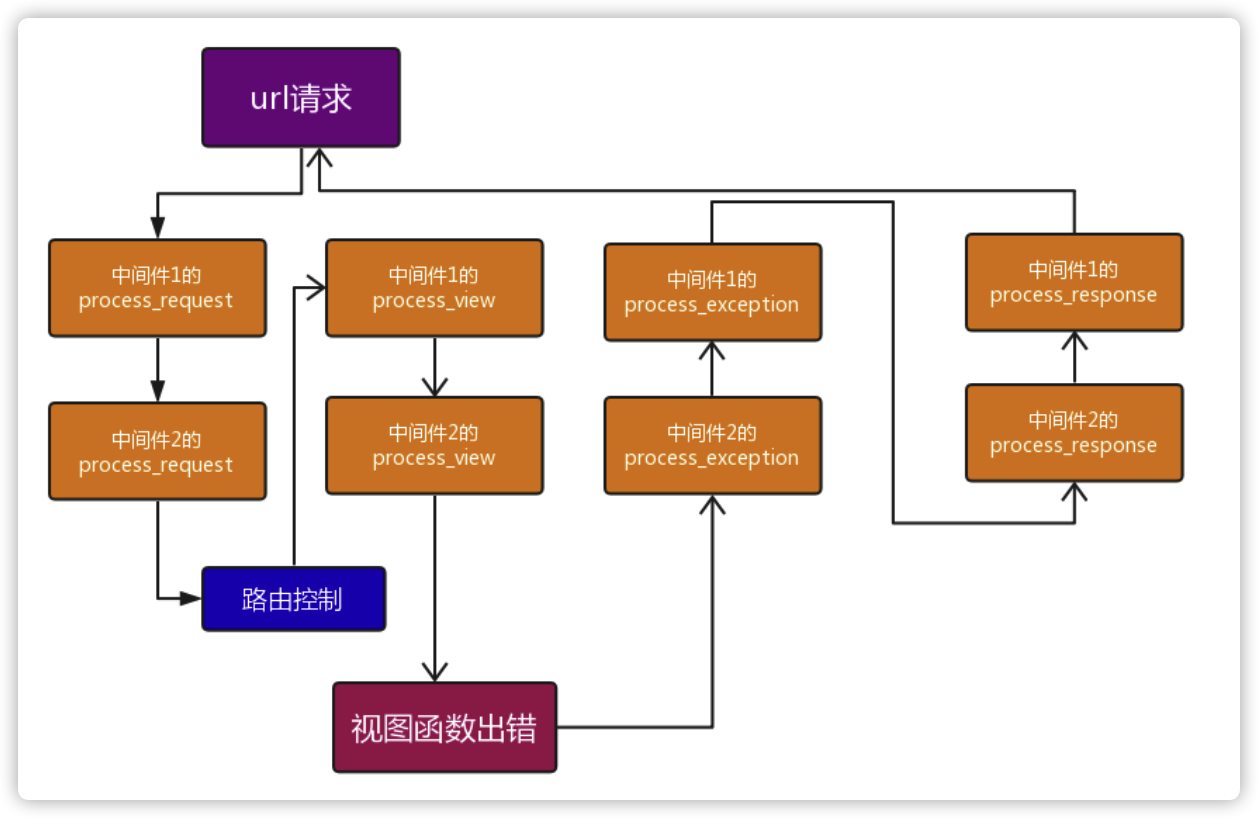 url请求
中间件1的
process_request
中间件2的
process_request
路由控制
中间件1的
process_view
中间件2的
process_view
视图函数出错
中间件2的
process_exception
中间件1的
process_exception
中间件2的
process_response
中间件1的
process_response